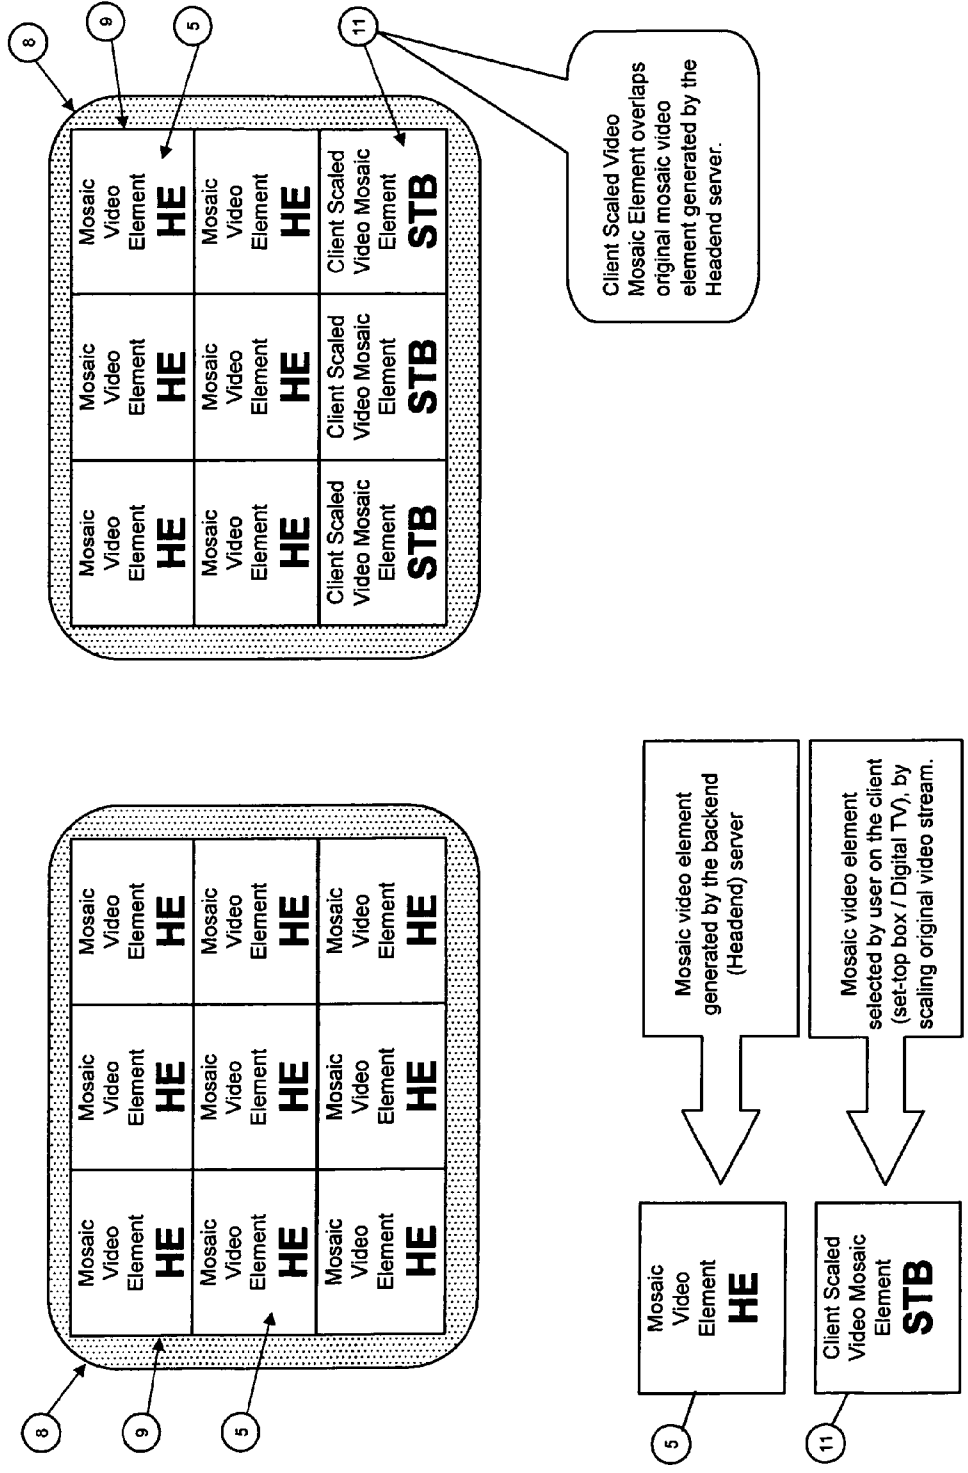 8
9
5
Mosaic
Video
Element
HE
Mosaic
Video
Element
HE
Mosaic
Video
Element
HE
Mosaic
Video
Element
HE
Mosaic
Video
Element
HE
Mosaic
Video
Element
HE
Mosaic
Video
Element
HE
Mosaic
Video
Element
HE
Mosaic
Video
Element
HE
8
9
5
11
Mosaic
Video
Element
HE
Mosaic
Video
Element
HE
Mosaic
Video
Element
HE
Mosaic
Video
Element
HE
Mosaic
Video
Element
HE
Mosaic
Video
Element
HE
Client Scaled
Video Mosaic
Element
STB
Client Scaled
Video Mosaic
Element
STB
Client Scaled
Video Mosaic
Element
STB
Client Scaled Video
Mosaic Element overlaps
original mosaic video
element generated by the
Headend server.
5
Mosaic
Video
Element
HE
Mosaic video element
generated by the backend
(Headend) server
11
Client Scaled
Video Mosaic
Element
STB
Mosaic video element
selected by user on the client
(set-top box / Digital TV), by
scaling original video stream.